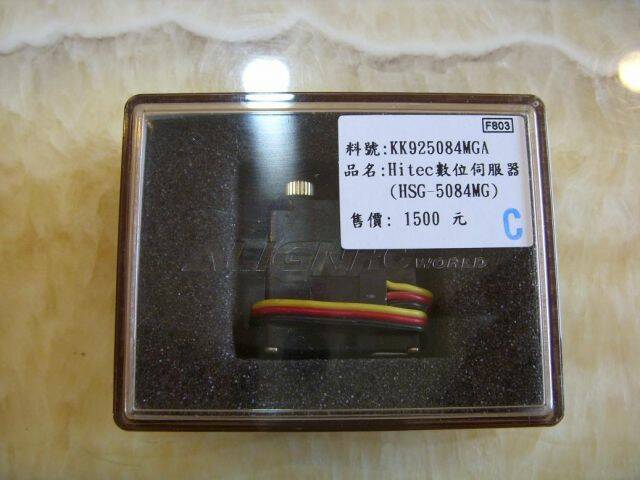 F803
料號:KK925084MGA
品名:Hitec數位伺服器
(HSG-5084MG)
售價: 1500 元
C
ALIGNRC WORLD